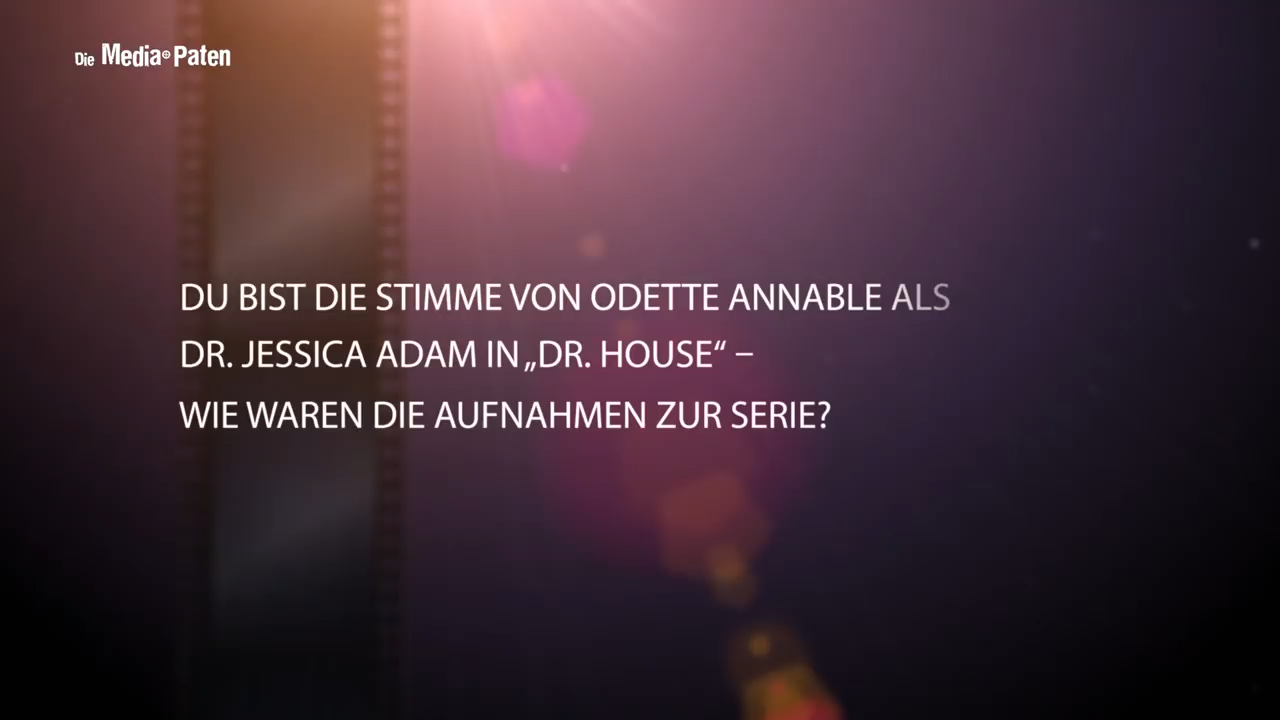 Die Media Paten
DU BIST DIE STIMME VON ODETTE ANNABLE ALS
DR. JESSICA ADAM IN „DR. HOUSE“ –
WIE WAREN DIE AUFNAHMEN ZUR SERIE?